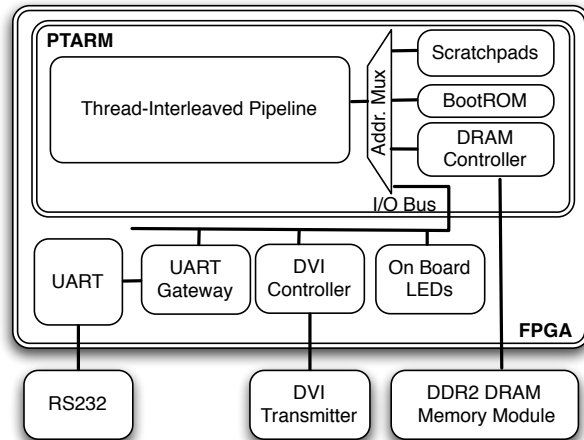 PTARM
Thread-Interleaved Pipeline
Addr. Mux
Scratchpads
BootROM
DRAM
Controller
I/O Bus
UART
UART
Gateway
DVI
Controller
On Board
LEDs
FPGA
RS232
DVI
Transmitter
DDR2 DRAM
Memory Module